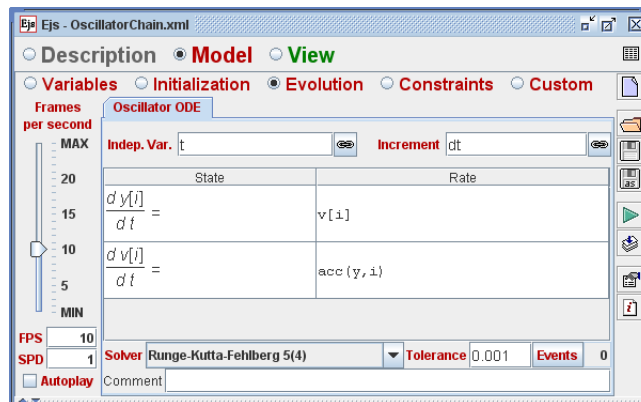 Ejs Ejs - OscillatorChain.xml
Description Model View
Variables Initialization Evolution Constraints Custom
Frames
per second
MAX
20
15
10
5
MIN
FPS 10
SPD 1
Autoplay
Oscillator ODE
Indep. Var. t Increment dt
State Rate
d y[i]
d t
=
v[i]
d v[i]
d t
=
acc(y,i)
Solver Runge-Kutta-Fehlberg 5(4) Tolerance 0.001 Events 0
Comment
as